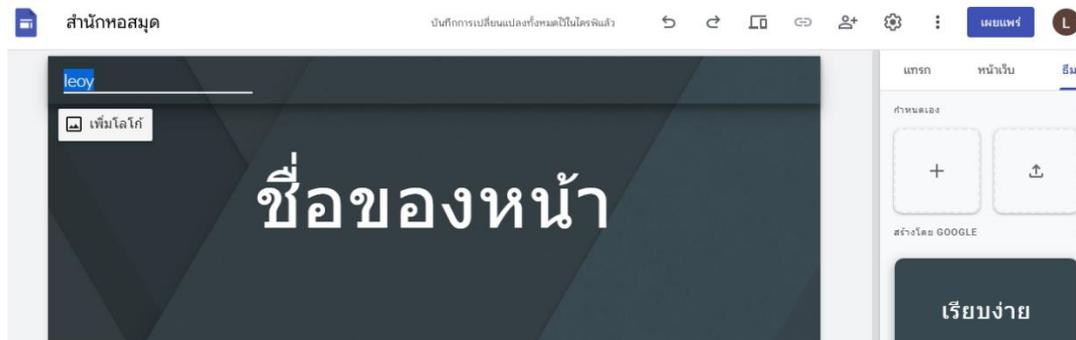 สำนักหอสมุด
บันทึกการเปลี่ยนแปลงทั้งหมดไว้ในไดรฟ์แล้ว
เผยแพร่
L
leoy
เพิ่มโลโก้
ชื่อของหน้า
แทรก
หน้าเว็บ
ธีม
กำหนดเอง
สร้างโดย GOOGLE
เรียบง่าย